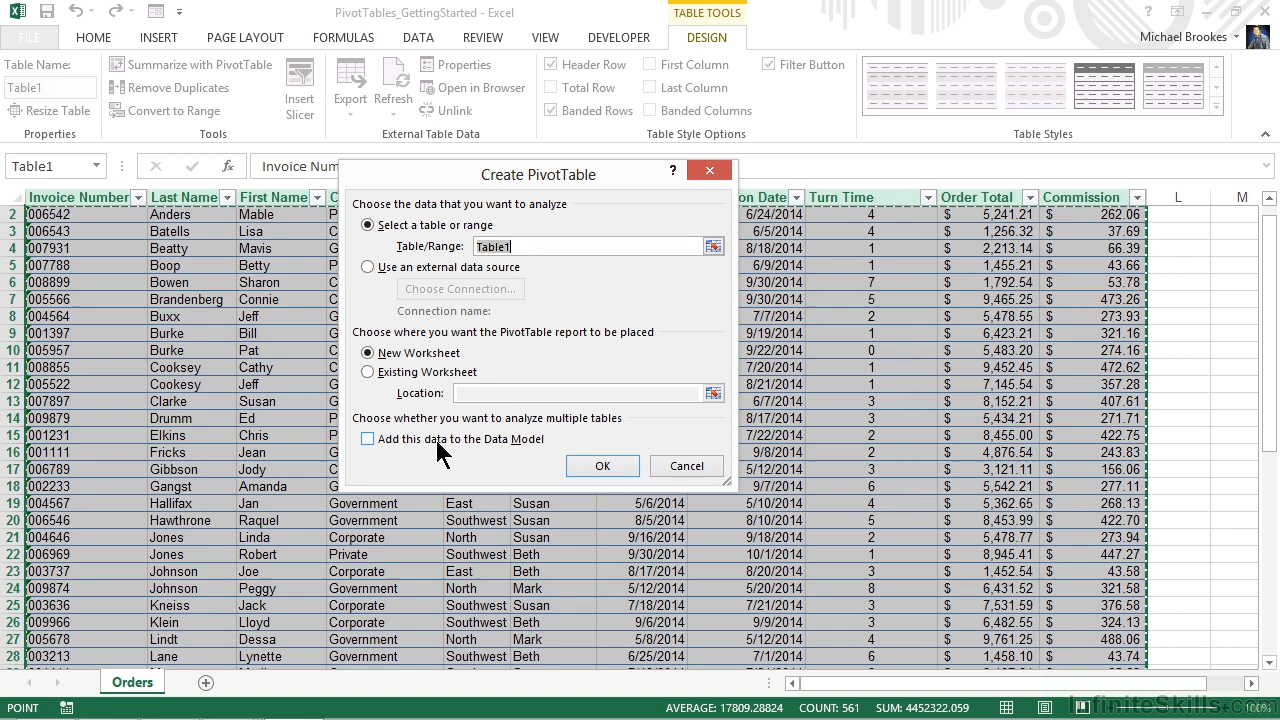 PivotTables_GettingStarted - Excel
TABLE TOOLS
FILE HOME INSERT PAGE LAYOUT FORMULAS DATA REVIEW VIEW DEVELOPER DESIGN Michael Brookes
Table Name: Summarize with PivotTable Properties Header Row First Column Filter Button
Table1 Remove Duplicates Insert Slicer Export Refresh Open in Browser Total Row Last Column
Resize Table Convert to Range Unlink Banded Rows Banded Columns
Properties Tools External Table Data Table Style Options Table Styles
Table1 fx Invoice Num
Create PivotTable ?
Choose the data that you want to analyze
Select a table or range
Table/Range: Table1
Use an external data source
Choose Connection...
Connection name:
Choose where you want the PivotTable report to be placed
New Worksheet
Existing Worksheet
Location:
Choose whether you want to analyze multiple tables
Add this data to the Data Model
OK Cancel
Invoice Number Last Name First Name C on Date Turn Time Order Total Commission L M
2 006542 Anders Mable 6/24/2014 4 $ 5,241.21 $ 262.06
3 006543 Batells Lisa 6/5/2014 4 $ 1,256.32 $ 37.69
4 007931 Beatty Mavis 8/18/2014 1 $ 2,213.14 $ 66.39
5 007788 Boop Betty 6/9/2014 1 $ 1,455.21 $ 43.66
6 008899 Bowen Sharon 9/30/2014 7 $ 1,792.54 $ 53.78
7 005566 Brandenberg Connie 9/30/2014 5 $ 9,465.25 $ 473.26
8 004564 Buxx Jeff 7/7/2014 2 $ 5,478.55 $ 273.93
9 001397 Burke Bill 9/19/2014 1 $ 6,423.21 $ 321.16
10 005957 Burke Pat 9/22/2014 0 $ 5,483.20 $ 274.16
11 008855 Cooksey Cathy 7/20/2014 1 $ 9,452.45 $ 472.62
12 005522 Cookesy Jeff 8/21/2014 1 $ 7,145.54 $ 357.28
13 007897 Clarke Susan 6/7/2014 3 $ 8,152.21 $ 407.61
14 009879 Drumm Ed 8/17/2014 3 $ 5,434.21 $ 271.71
15 001231 Elkins Chris 7/22/2014 2 $ 8,455.00 $ 422.75
16 001111 Fricks Jean 9/8/2014 2 $ 4,876.54 $ 243.83
17 006789 Gibbson Jody 5/12/2014 3 $ 3,121.11 $ 156.06
18 002233 Gangst Amanda 9/7/2014 6 $ 5,542.21 $ 277.11
19 004567 Hallifax Jan Government East Susan 5/6/2014 5/10/2014 4 $ 5,362.65 $ 268.13
20 006546 Hawthrone Raquel Government Southwest Beth 8/5/2014 8/10/2014 5 $ 8,453.99 $ 422.70
21 004646 Jones Linda Corporate North Susan 9/16/2014 9/18/2014 2 $ 5,478.77 $ 273.94
22 006969 Jones Robert Private Southwest Beth 9/30/2014 10/1/2014 1 $ 8,945.41 $ 447.27
23 003737 Johnson Joe Corporate East Beth 8/17/2014 8/20/2014 3 $ 1,452.54 $ 43.58
24 009874 Johnson Peggy Government North Mark 5/12/2014 5/20/2014 8 $ 6,431.52 $ 321.58
25 003636 Kneiss Jack Corporate Southwest Susan 7/18/2014 7/21/2014 3 $ 7,531.59 $ 376.58
26 009966 Klein Lloyd Corporate Southwest Susan 9/6/2014 9/9/2014 3 $ 6,482.55 $ 324.13
27 005678 Lindt Dessa Government North Mark 5/8/2014 5/12/2014 4 $ 9,761.25 $ 488.06
28 003213 Lane Lynette Government Southwest Beth 6/25/2014 7/1/2014 6 $ 1,458.10 $ 43.74
Orders
POINT AVERAGE: 17809.28824 COUNT: 561 SUM: 4452322.059 100%
InfiniteSkills.com